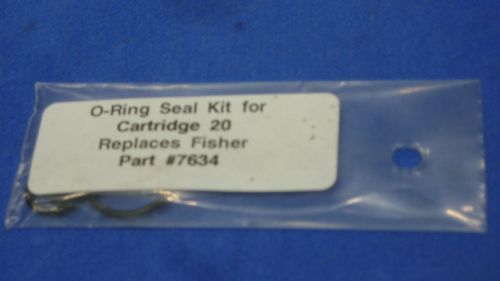 O-Ring Seal Kit for
Cartridge 20
Replaces Fisher
Part #7634